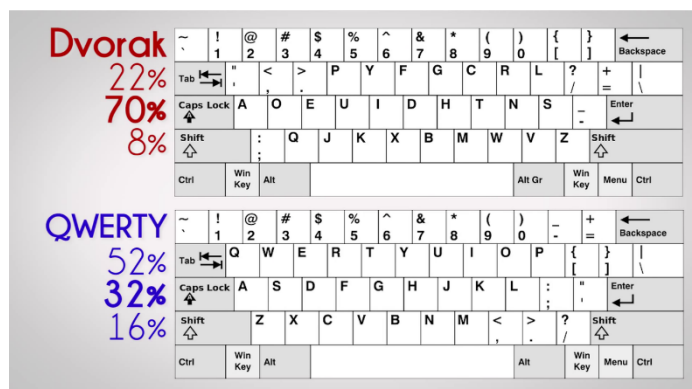 Dvorak ~ ` ! 1 @ 2 # 3 $ 4 % 5 ^ 6 & 7 * 8 ( 9 ) 0 { [ } ] Backspace
22% Tab " ' < , > . P Y F G C R L ? / + = | \
70% Caps Lock A O E U I D H T N S _ - Enter
8% Shift : ; Q J K X B M W V Z Shift
Ctrl Win Key Alt Alt Gr Win Key Menu Ctrl
QWERTY ~ ` ! 1 @ 2 # 3 $ 4 % 5 ^ 6 & 7 * 8 ( 9 ) 0 _ - + = Backspace
52% Tab Q W E R T Y U I O P { [ } ] | \
32% Caps Lock A S D F G H J K L : ; " ' Enter
16% Shift Z X C V B N M < , > . ? / Shift
Ctrl Win Key Alt Alt Win Key Menu Ctrl